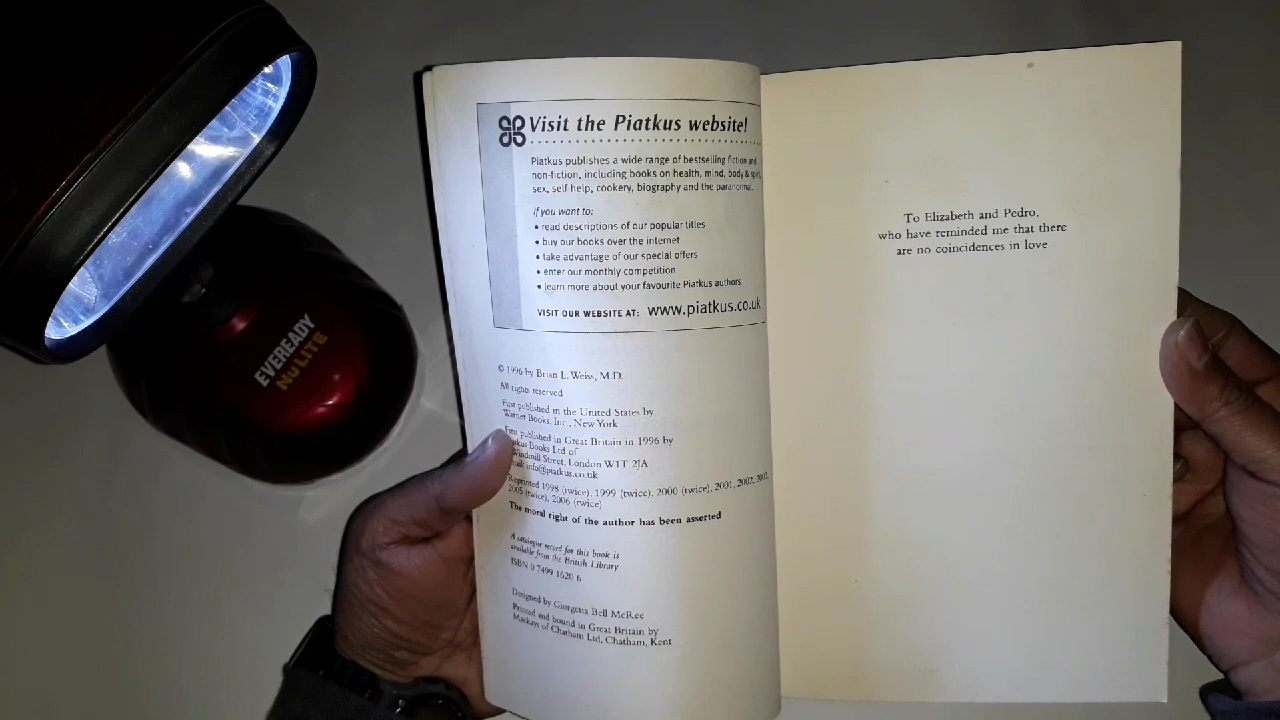 EVEREADY
NULITE
Visit the Piatkus website!
Piatkus publishes a wide range of bestselling fiction and
non-fiction, including books on health, mind, body & spirit,
sex, self-help, cookery, biography and the paranormal.
If you want to:
• read descriptions of our popular titles
• buy our books over the internet
• take advantage of our special offers
• enter our monthly competition
• learn more about your favourite Piatkus authors
VISIT OUR WEBSITE AT: www.piatkus.co.uk
© 1996 by Brian L. Weiss, M.D.
All rights reserved
First published in the United States by
Warner Books, Inc., New York
First published in Great Britain in 1996 by
Books Ltd of
Windmill Street, London W1T 2JA
info@piatkus.co.uk
Reprinted 1998 (twice), 1999 (twice), 2000 (twice), 2001, 2002, 2003,
2005 (twice), 2006 (twice)
The moral right of the author has been asserted
A catalogue record for this book is
available from the British Library
ISBN 0 7499 1620 6
Designed by Giorgetta Bell McRee
Printed and bound in Great Britain by
Mackays of Chatham Ltd, Chatham, Kent
To Elizabeth and Pedro,
who have reminded me that there
are no coincidences in love